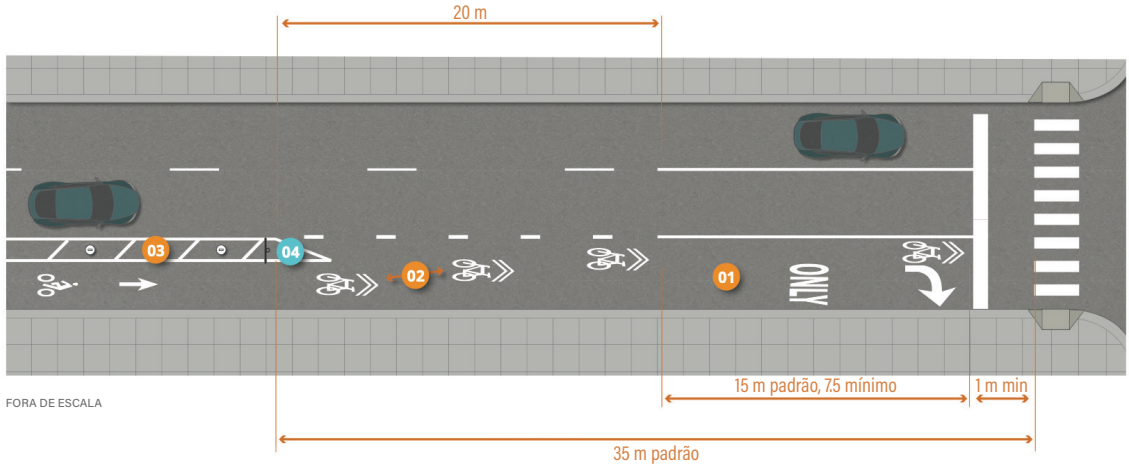 20 m
03
04
02
01
ONLY
15 m padrão, 7.5 mínimo
1 m min
FORA DE ESCALA
35 m padrão